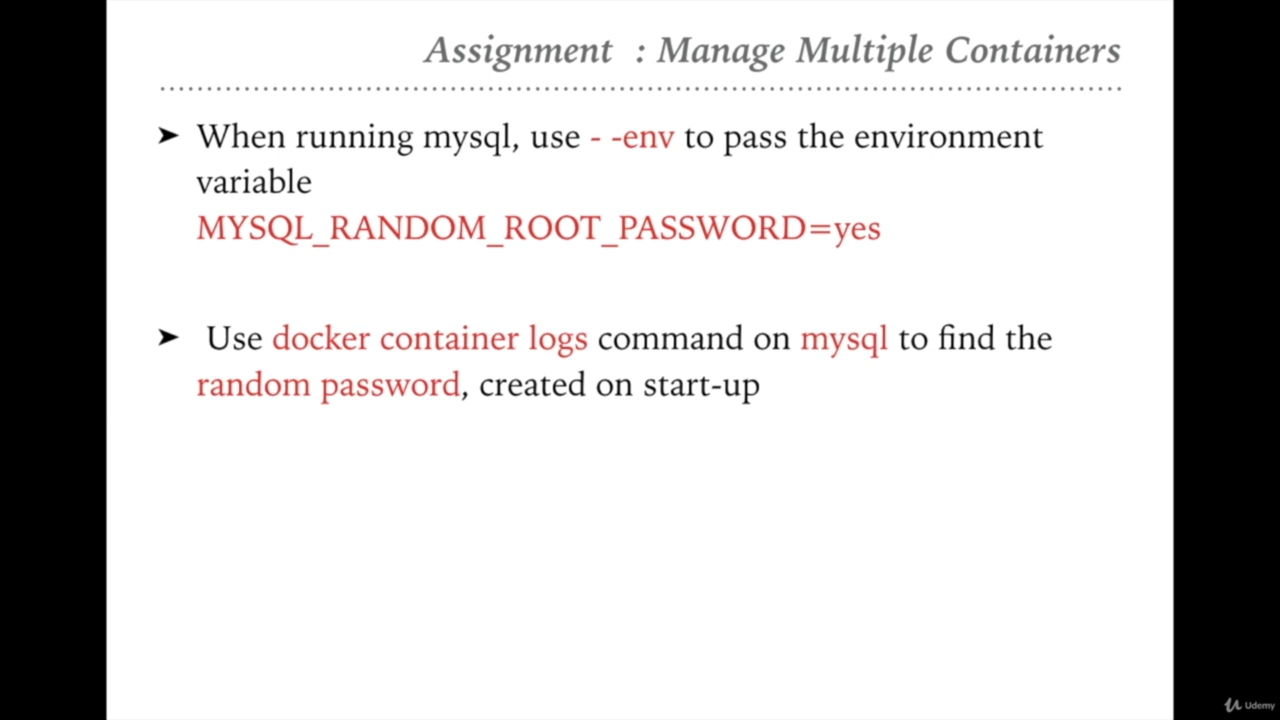 Assignment : Manage Multiple Containers
➤ When running mysql, use - -env to pass the environment
variable
MYSQL_RANDOM_ROOT_PASSWORD=yes
➤ Use docker container logs command on mysql to find the
random password, created on start-up
Udemy